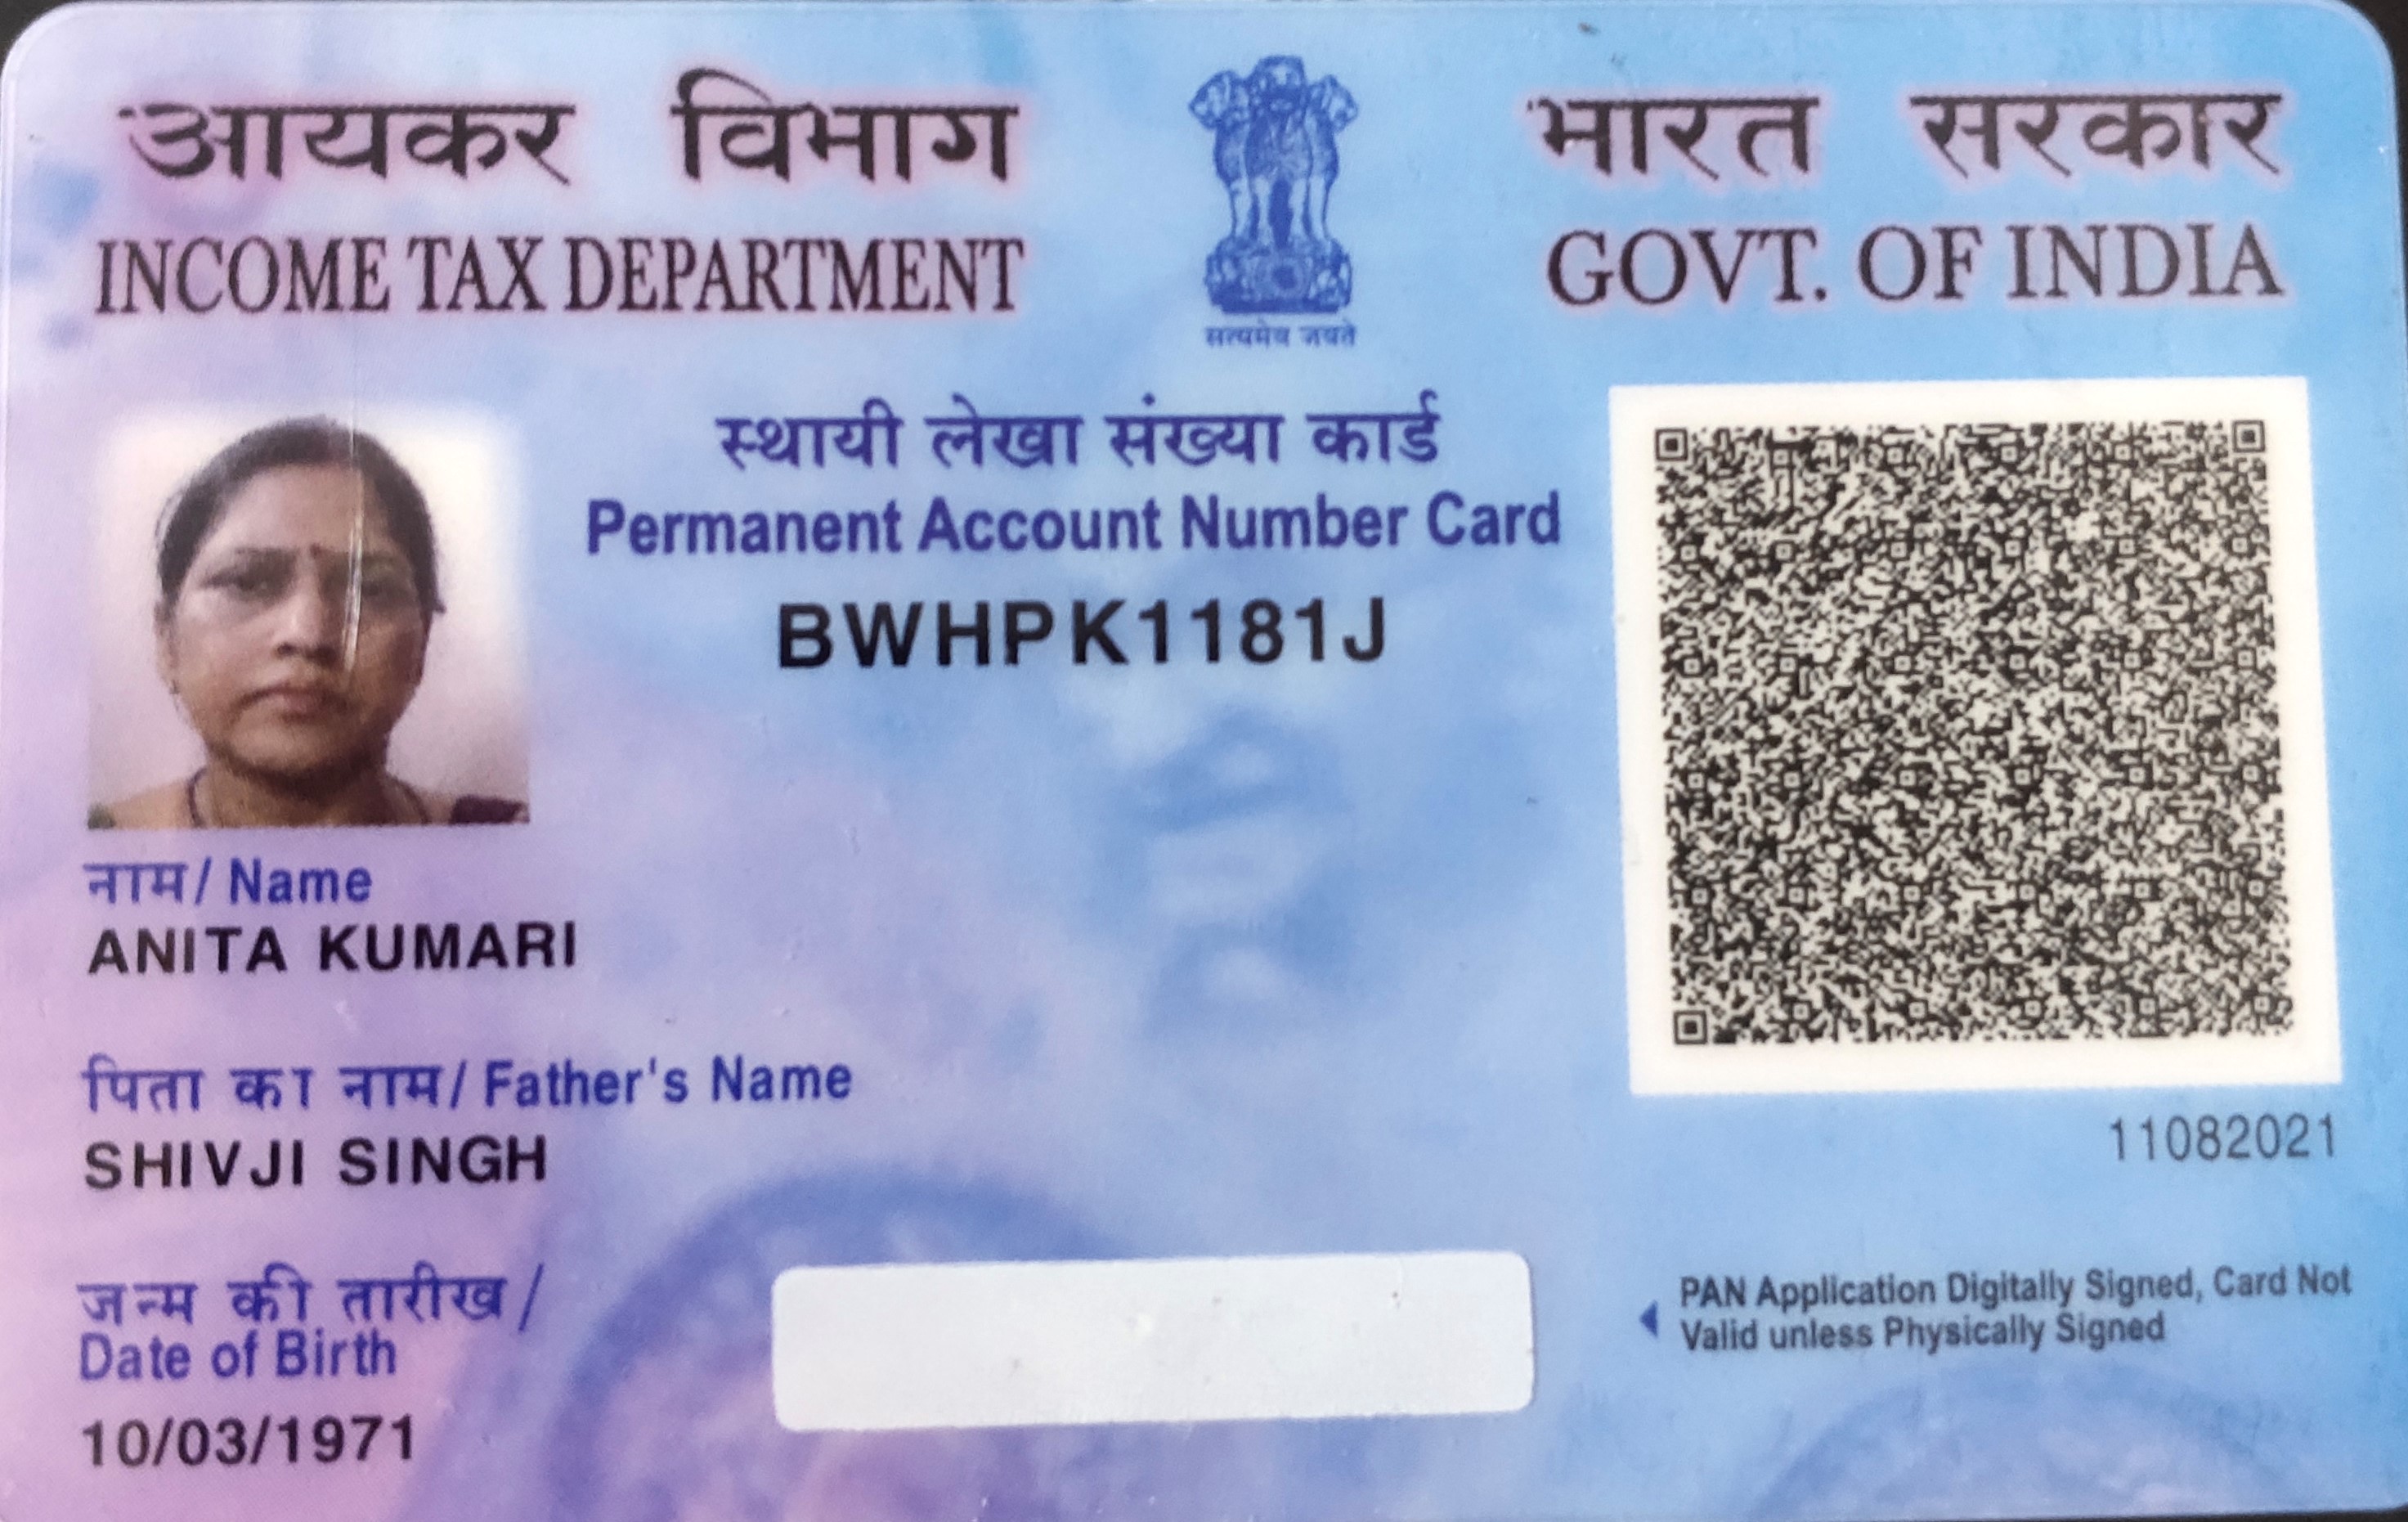 आयकर विभाग
INCOME TAX DEPARTMENT
सत्यमेव जयते
भारत सरकार
GOVT. OF INDIA
स्थायी लेखा संख्या कार्ड
Permanent Account Number Card
BWHPK1181J
नाम/ Name
ANITA KUMARI
पिता का नाम/ Father's Name
SHIVJI SINGH
जन्म की तारीख/
Date of Birth
10/03/1971
11082021
PAN Application Digitally Signed, Card Not
Valid unless Physically Signed